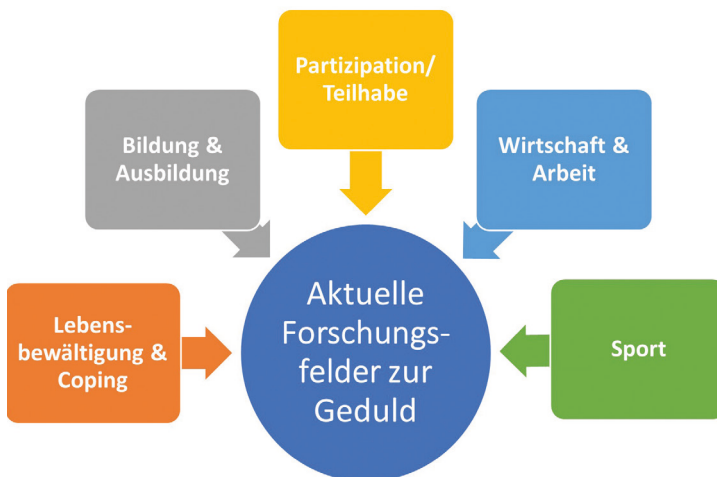 Partizipation/
Teilhabe
Bildung &
Ausbildung
Wirtschaft &
Arbeit
Lebens-
bewältigung &
Coping
Aktuelle
Forschungs-
felder zur
Geduld
Sport